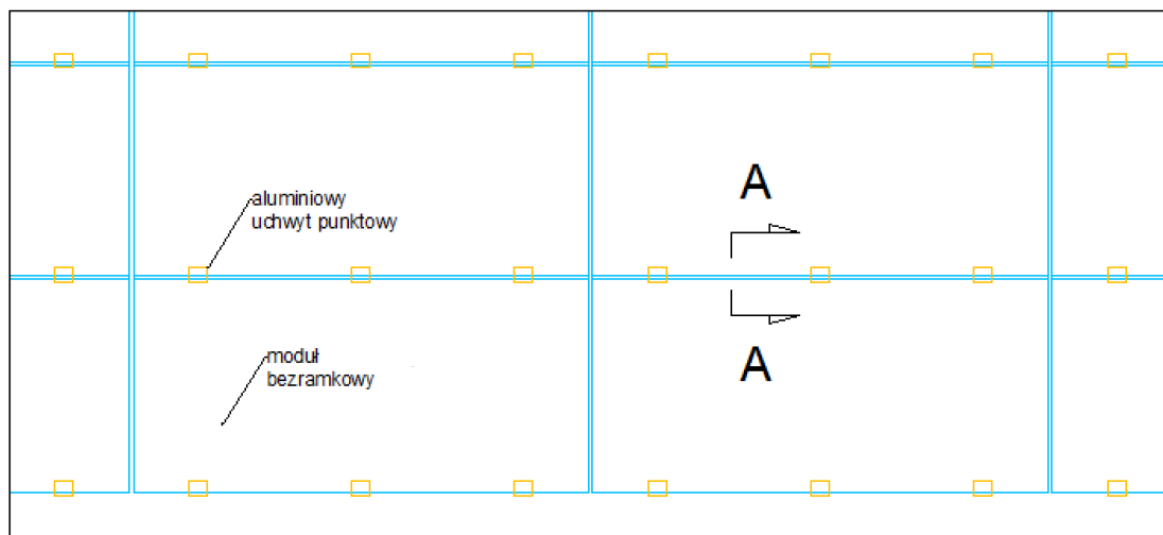 A
aluminiowy
uchwyt punktowy
moduł
bezramkowy
A